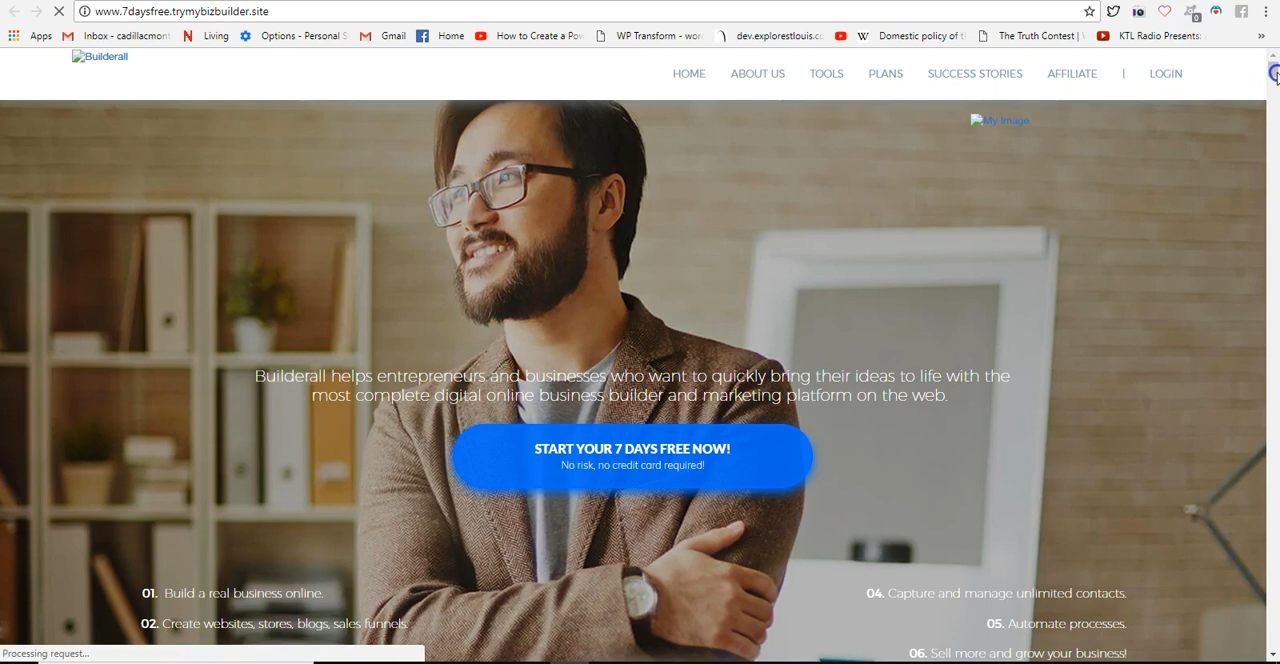 www.7daysfree.trymybizbuilder.site
0
Apps Inbox - cadillacmont Living Options - Personal S Gmail Home How to Create a Pow WP Transform - wor dev.explorestlouis.co Domestic policy of t The Truth Contest | KTL Radio Presents: »
Builderall
HOME ABOUT US TOOLS PLANS SUCCESS STORIES AFFILIATE | LOGIN
My Image
Builderall helps entrepreneurs and businesses who want to quickly bring their ideas to life with the
most complete digital online business builder and marketing platform on the web.
START YOUR 7 DAYS FREE NOW!
No risk, no credit card required!
01. Build a real business online.
02. Create websites, stores, blogs, sales funnels.
04. Capture and manage unlimited contacts.
05. Automate processes.
06. Sell more and grow your business!
Processing request...